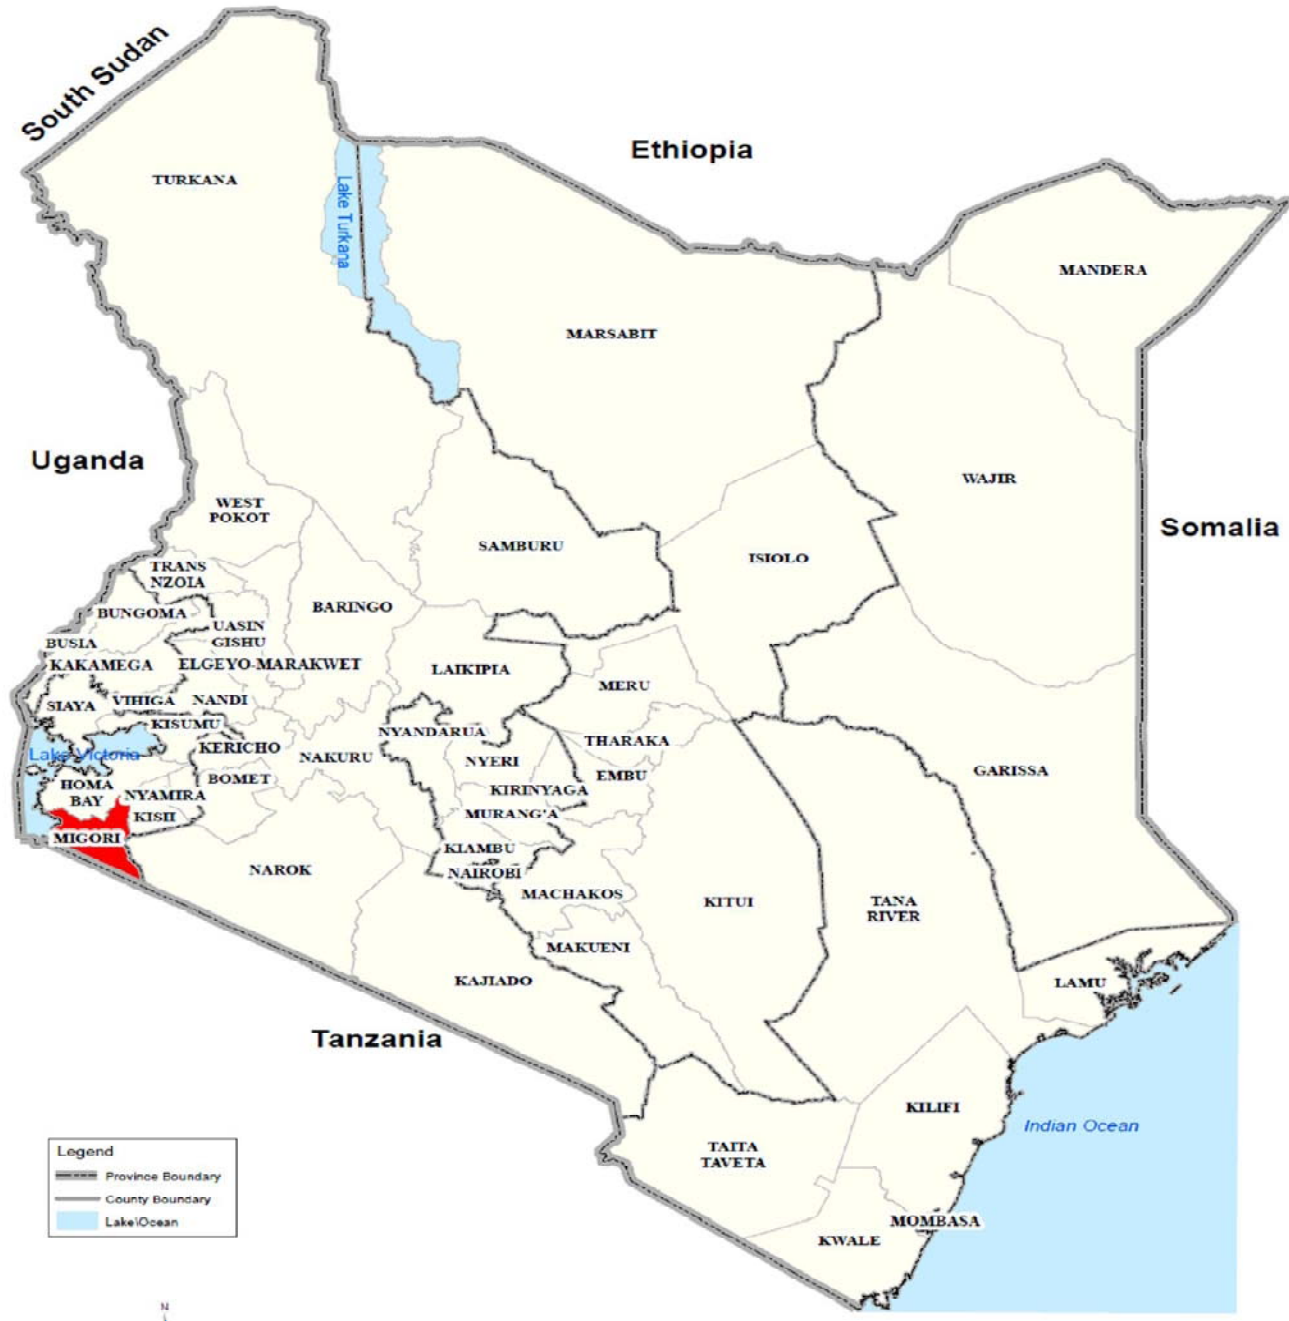 South Sudan
Ethiopia
TURKANA
Lake Turkana
MANDERA
MARSABIT
Uganda
WAJIR
WEST
POKOT
Somalia
SAMBURU
ISIOLO
TRANS
NZOIA
BARINGO
BUNGOMA
UASIN
GISHU
BUSIA
KAKAMEGA
ELGEYO-MARAKWET
LAIKIPIA
MERU
SIAYA
VIHIGA
NANDI
KISUMU
NYANDARUA
THARAKA
KERICHO
NAKURU
Lake Victoria
NYERI
GARISSA
EMBU
HOMA
BAY
BOMET
NYAMIRA
KIRINYAGA
KISII
MURANG'A
MIGORI
KIAMBU
NAROK
NAIROBI
MACHAKOS
KITUI
TANA
RIVER
MAKUENI
KAJIADO
LAMU
Tanzania
KILIFI
Indian Ocean
TAITA
TAVETA
MOMBASA
KWALE
Legend
Province Boundary
County Boundary
Lake\Ocean
N